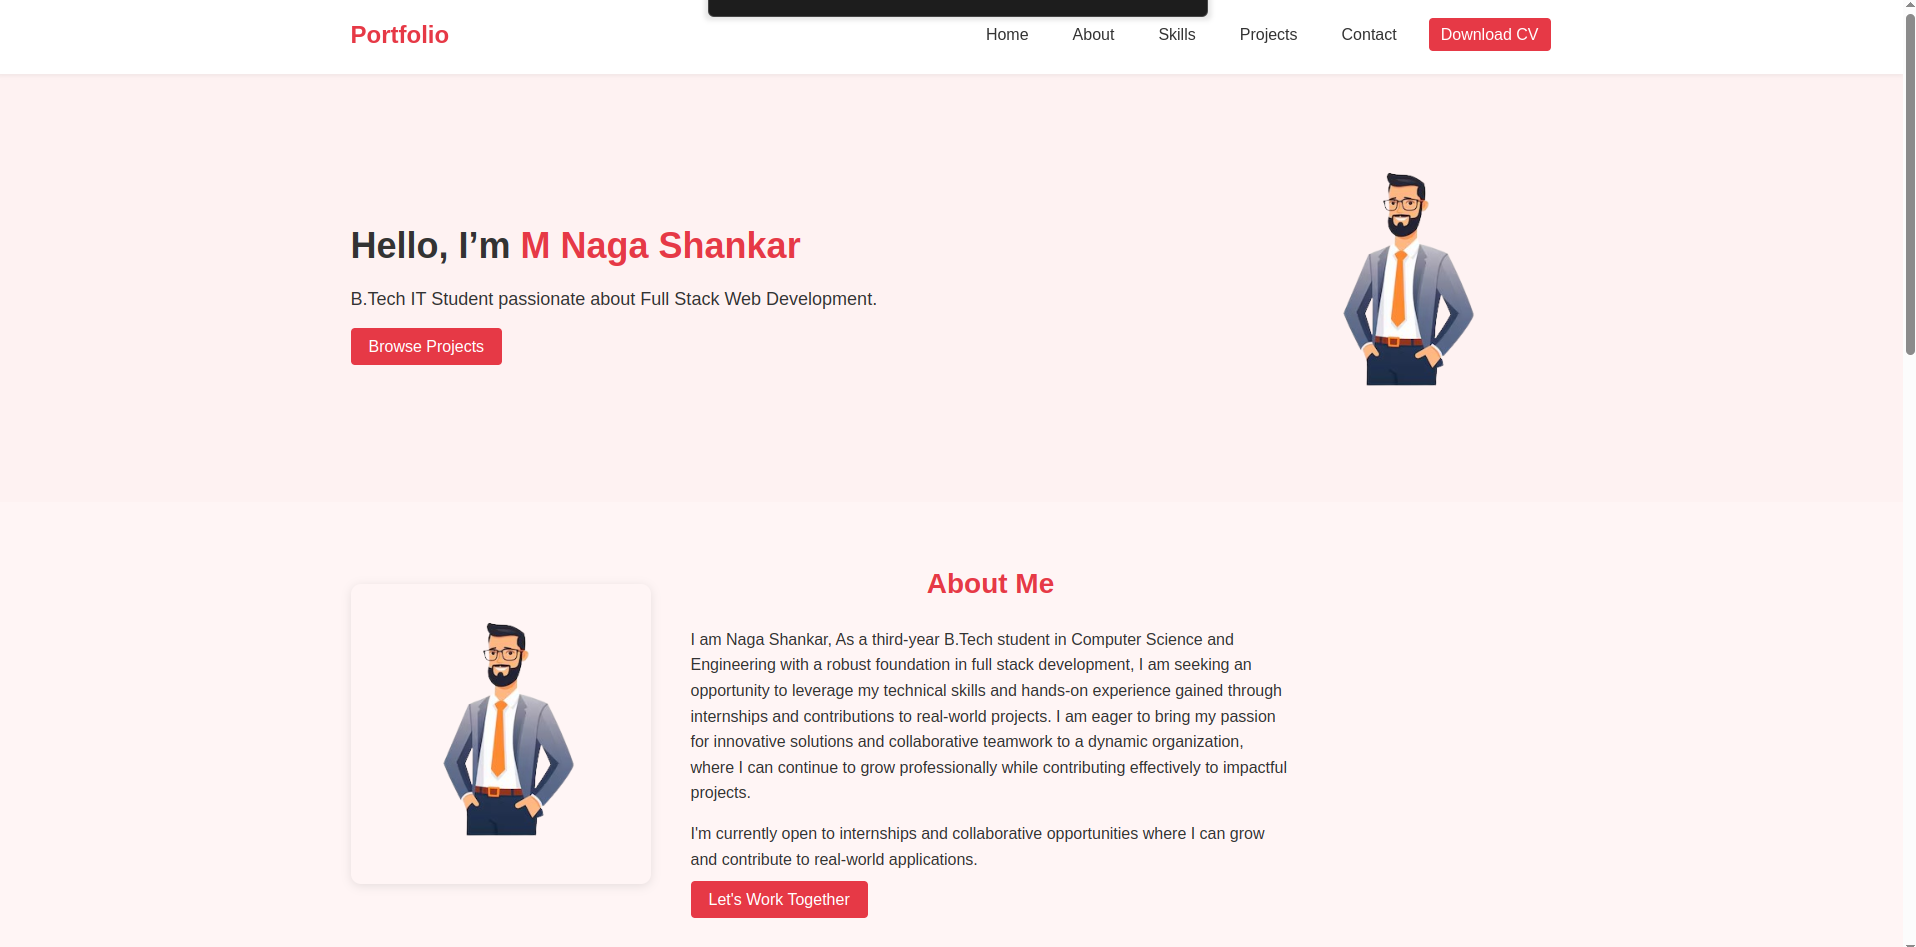 Portfolio
Home
About
Skills
Projects
Contact
Download CV
Hello, I’m M Naga Shankar
B.Tech IT Student passionate about Full Stack Web Development.
Browse Projects
About Me
I am Naga Shankar, As a third-year B.Tech student in Computer Science and
Engineering with a robust foundation in full stack development, I am seeking an
opportunity to leverage my technical skills and hands-on experience gained through
internships and contributions to real-world projects. I am eager to bring my passion
for innovative solutions and collaborative teamwork to a dynamic organization,
where I can continue to grow professionally while contributing effectively to impactful
projects.
I'm currently open to internships and collaborative opportunities where I can grow
and contribute to real-world applications.
Let's Work Together